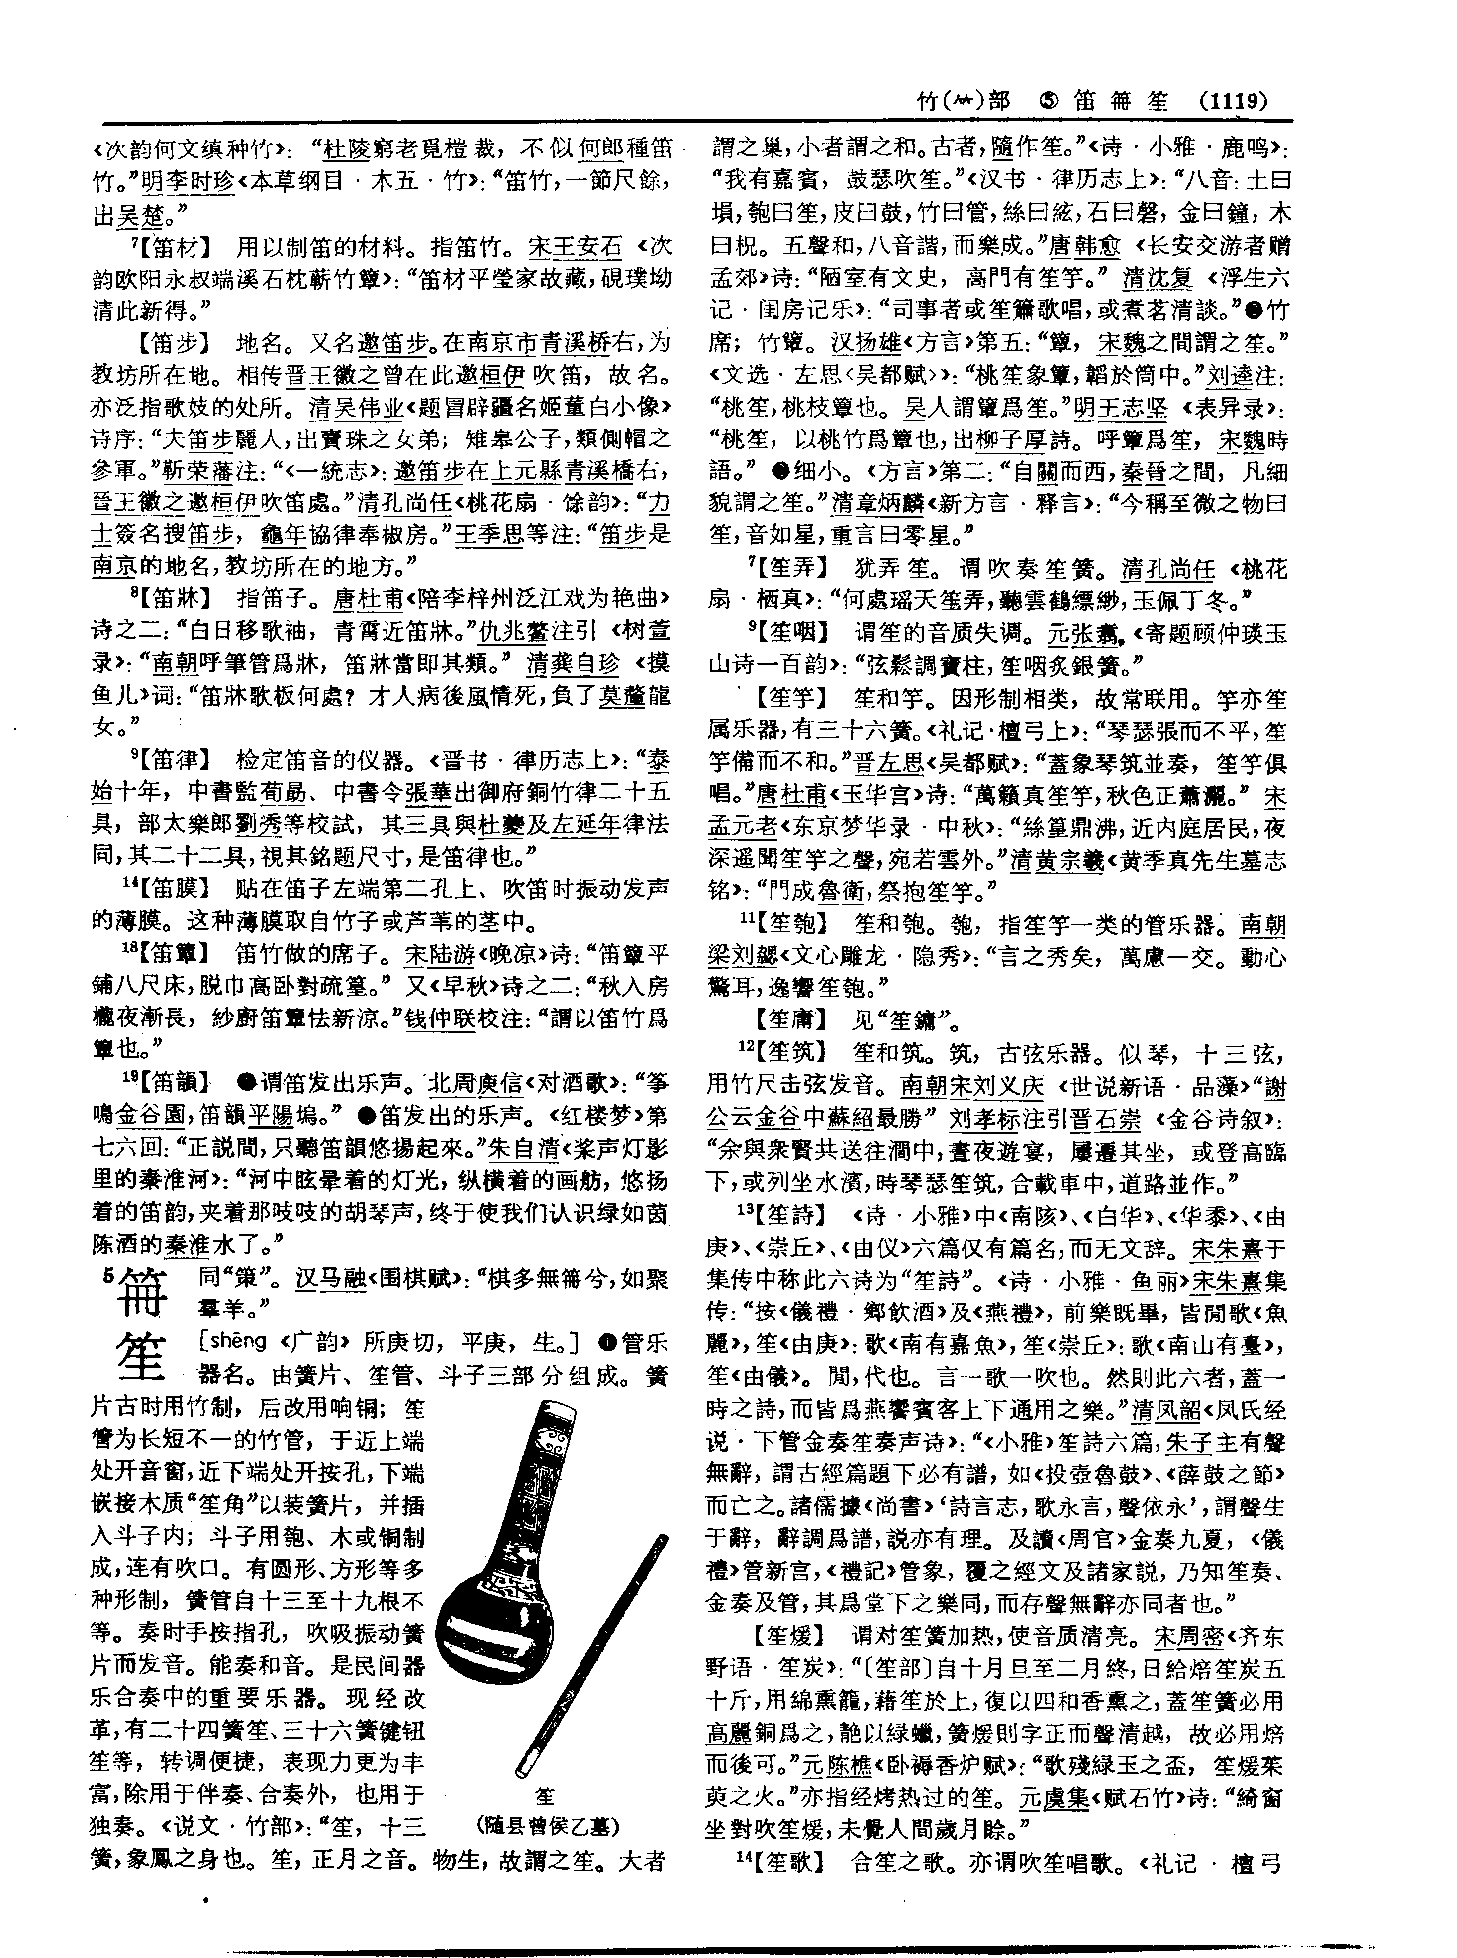 竹(⺮)部 ⑤ 笛 䈂 笙 (1119)
《次韵何文缜种竹》：“杜陵窮老覓榿栽，不似何郎種笛
竹。”明李时珍《本草纲目·木五·竹》：“笛竹，一節尺餘，
出吴楚。”
7【笛材】 用以制笛的材料。指笛竹。宋王安石《次
韵欧阳永叔端溪石枕蕲竹簟》：“笛材平瑩家故藏，硯璞坳
清此新得。”
【笛步】 地名。又名邀笛步。在南京市青溪桥右，为
教坊所在地。相传晋王徽之曾在此邀桓伊吹笛，故名。
亦泛指歌妓的处所。清吴伟业《题冒辟疆名姬董白小像》
诗序：“夫笛步麗人，出賣珠之女弟；雉皋公子，類側帽之
參軍。”靳荣藩注：“《一統志》：邀笛步在上元縣青溪橋右，
晉王徽之邀桓伊吹笛處。”清孔尚任《桃花扇·馀韵》：“力
士簽名搜笛步，龜年協律奉椒房。”王季思等注：“笛步是
南京的地名，教坊所在的地方。”
8【笛牀】 指笛子。唐杜甫《陪李梓州泛江戏为艳曲》
诗之二：“白日移歌袖，青霄近笛牀。”仇兆鳌注引《树萱
录》：“南朝呼筆管爲牀，笛牀當即其類。”清龚自珍《摸
鱼儿》词：“笛牀歌板何處？才人病後風情死，負了莫釐龍
女。”
9【笛律】 检定笛音的仪器。《晋书·律历志上》：“泰
始十年，中書監荀勗、中書令張華出御府銅竹律二十五
具，部太樂郎劉秀等校試，其三具與杜夔及左延年律法
同，其二十二具，視其銘題尺寸，是笛律也。”
14【笛膜】 贴在笛子左端第二孔上、吹笛时振动发声
的薄膜。这种薄膜取自竹子或芦苇的茎中。
18【笛簟】 笛竹做的席子。宋陆游《晚凉》诗：“笛簟平
鋪八尺床，脱巾高卧對疏篁。”又《早秋》诗之二：“秋入房
櫳夜漸長，紗廚笛簟怯新涼。”钱仲联校注：“謂以笛竹爲
簟也。”
19【笛韻】 ❶谓笛发出乐声。北周庾信《对酒歌》：“筝
鳴金谷園，笛韻平陽塢。”❷笛发出的乐声。《红楼梦》第
七六回：“正説間，只聽笛韻悠揚起來。”朱自清《桨声灯影
里的秦淮河》：“河中眩晕着的灯光，纵横着的画舫，悠扬
着的笛韵，夹着那吱吱的胡琴声，终于使我们认识绿如茵
陈酒的秦淮水了。”
5䈂 同“策”。汉马融《围棋赋》：“棋多無䈂兮，如聚
羣羊。”
笙 [shēng《广韵》所庚切，平庚，生。] ❶管乐
器名。由簧片、笙管、斗子三部分组成。簧
片古时用竹制，后改用响铜；笙
管为长短不一的竹管，于近上端
处开音窗，近下端处开按孔，下端
嵌接木质“笙角”以装簧片，并插
入斗子内；斗子用匏、木或铜制
成，连有吹口。有圆形、方形等多
种形制，簧管自十三至十九根不
等。奏时手按指孔，吹吸振动簧
片而发音。能奏和音。是民间器
乐合奏中的重要乐器。现经改
革，有二十四簧笙、三十六簧键钮
笙等，转调便捷，表现力更为丰
富，除用于伴奏、合奏外，也用于
独奏。《说文·竹部》：“笙，十三
簧，象鳳之身也。笙，正月之音。物生，故謂之笙。大者
笙
(随县曾侯乙墓)
謂之巢，小者謂之和。古者，隨作笙。”《诗·小雅·鹿鸣》：
“我有嘉賓，鼓瑟吹笙。”《汉书·律历志上》：“八音：土曰
塤，匏曰笙，皮曰鼓，竹曰管，絲曰絃，石曰磬，金曰鐘，木
曰柷。五聲和，八音諧，而樂成。”唐韩愈《长安交游者赠
孟郊》诗：“陋室有文史，高門有笙竽。”清沈复《浮生六
记·闺房记乐》：“司事者或笙簫歌唱，或煮茗清談。”❷竹
席；竹簟。汉扬雄《方言》第五：“簟，宋魏之間謂之笙。”
《文选·左思〈吴都赋〉》：“桃笙象簟，韜於筒中。”刘逵注：
“桃笙，桃枝簟也。吴人謂簟爲笙。”明王志坚《表异录》：
“桃笙，以桃竹爲簟也，出柳子厚詩。呼簟爲笙，宋魏時
語。”❸细小。《方言》第二：“自關而西，秦晉之間，凡細
貌謂之笙。”清章炳麟《新方言·释言》：“今稱至微之物曰
笙，音如星，重言曰零星。”
7【笙弄】 犹弄笙。谓吹奏笙簧。清孔尚任《桃花
扇·栖真》：“何處瑶天笙弄，聽雲鶴縹緲，玉佩丁冬。”
9【笙咽】 谓笙的音质失调。元张翥《寄题顾仲瑛玉
山诗一百韵》：“弦鬆調寶柱，笙咽炙銀簧。”
【笙竽】 笙和竽。因形制相类，故常联用。竽亦笙
属乐器，有三十六簧。《礼记·檀弓上》：“琴瑟張而不平，笙
竽備而不和。”晋左思《吴都赋》：“蓋象琴筑並奏，笙竽俱
唱。”唐杜甫《玉华宫》诗：“萬籟真笙竽，秋色正蕭灑。”宋
孟元老《东京梦华录·中秋》：“絲篁鼎沸，近内庭居民，夜
深遥聞笙竽之聲，宛若雲外。”清黄宗羲《黄季真先生墓志
铭》：“門成魯衛，祭抱笙竽。”
11【笙匏】 笙和匏。匏，指笙竽一类的管乐器。南朝
梁刘勰《文心雕龙·隐秀》：“言之秀矣，萬慮一交。動心
驚耳，逸響笙匏。”
【笙庸】 见“笙鏞”。
12【笙筑】 笙和筑。筑，古弦乐器。似琴，十三弦，
用竹尺击弦发音。南朝宋刘义庆《世说新语·品藻》“謝
公云金谷中蘇紹最勝”刘孝标注引晋石崇《金谷诗叙》：
“余與衆賢共送往澗中，晝夜遊宴，屢遷其坐，或登高臨
下，或列坐水濱，時琴瑟笙筑，合載車中，道路並作。”
13【笙詩】 《诗·小雅》中《南陔》、《白华》、《华黍》、《由
庚》、《崇丘》、《由仪》六篇仅有篇名，而无文辞。宋朱熹于
集传中称此六诗为“笙詩”。《诗·小雅·鱼丽》宋朱熹集
传：“按《儀禮·鄉飲酒》及《燕禮》，前樂既畢，皆閒歌《魚
麗》，笙《由庚》；歌《南有嘉魚》，笙《崇丘》；歌《南山有臺》，
笙《由儀》。閒，代也。言一歌一吹也。然則此六者，蓋一
時之詩，而皆爲燕饗賓客上下通用之樂。”清凤韶《凤氏经
说·下管金奏笙奏声诗》：“《小雅》笙詩六篇，朱子主有聲
無辭，謂古經篇題下必有譜，如《投壺魯鼓》、《薛鼓之節》
而亡之。諸儒據《尚書》‘詩言志，歌永言，聲依永’，謂聲生
于辭，辭調爲譜，説亦有理。及讀《周官》金奏九夏，《儀
禮》管新宫，《禮記》管象，覆之經文及諸家説，乃知笙奏、
金奏及管，其爲堂下之樂同，而存聲無辭亦同者也。”
【笙煖】 谓对笙簧加热，使音质清亮。宋周密《齐东
野语·笙炭》：“〔笙部〕自十月旦至二月終，日給焙笙炭五
十斤，用綿熏籠，藉笙於上，復以四和香熏之，蓋笙簧必用
高麗銅爲之，靘以緑蠟，簧煖則字正而聲清越，故必用焙
而後可。”元陈樵《卧褥香炉赋》：“歌殘緑玉之盃，笙煖茱
萸之火。”亦指经烤热过的笙。元虞集《赋石竹》诗：“綺窗
坐對吹笙煖，未覺人間歲月賒。”
14【笙歌】 合笙之歌。亦谓吹笙唱歌。《礼记·檀弓